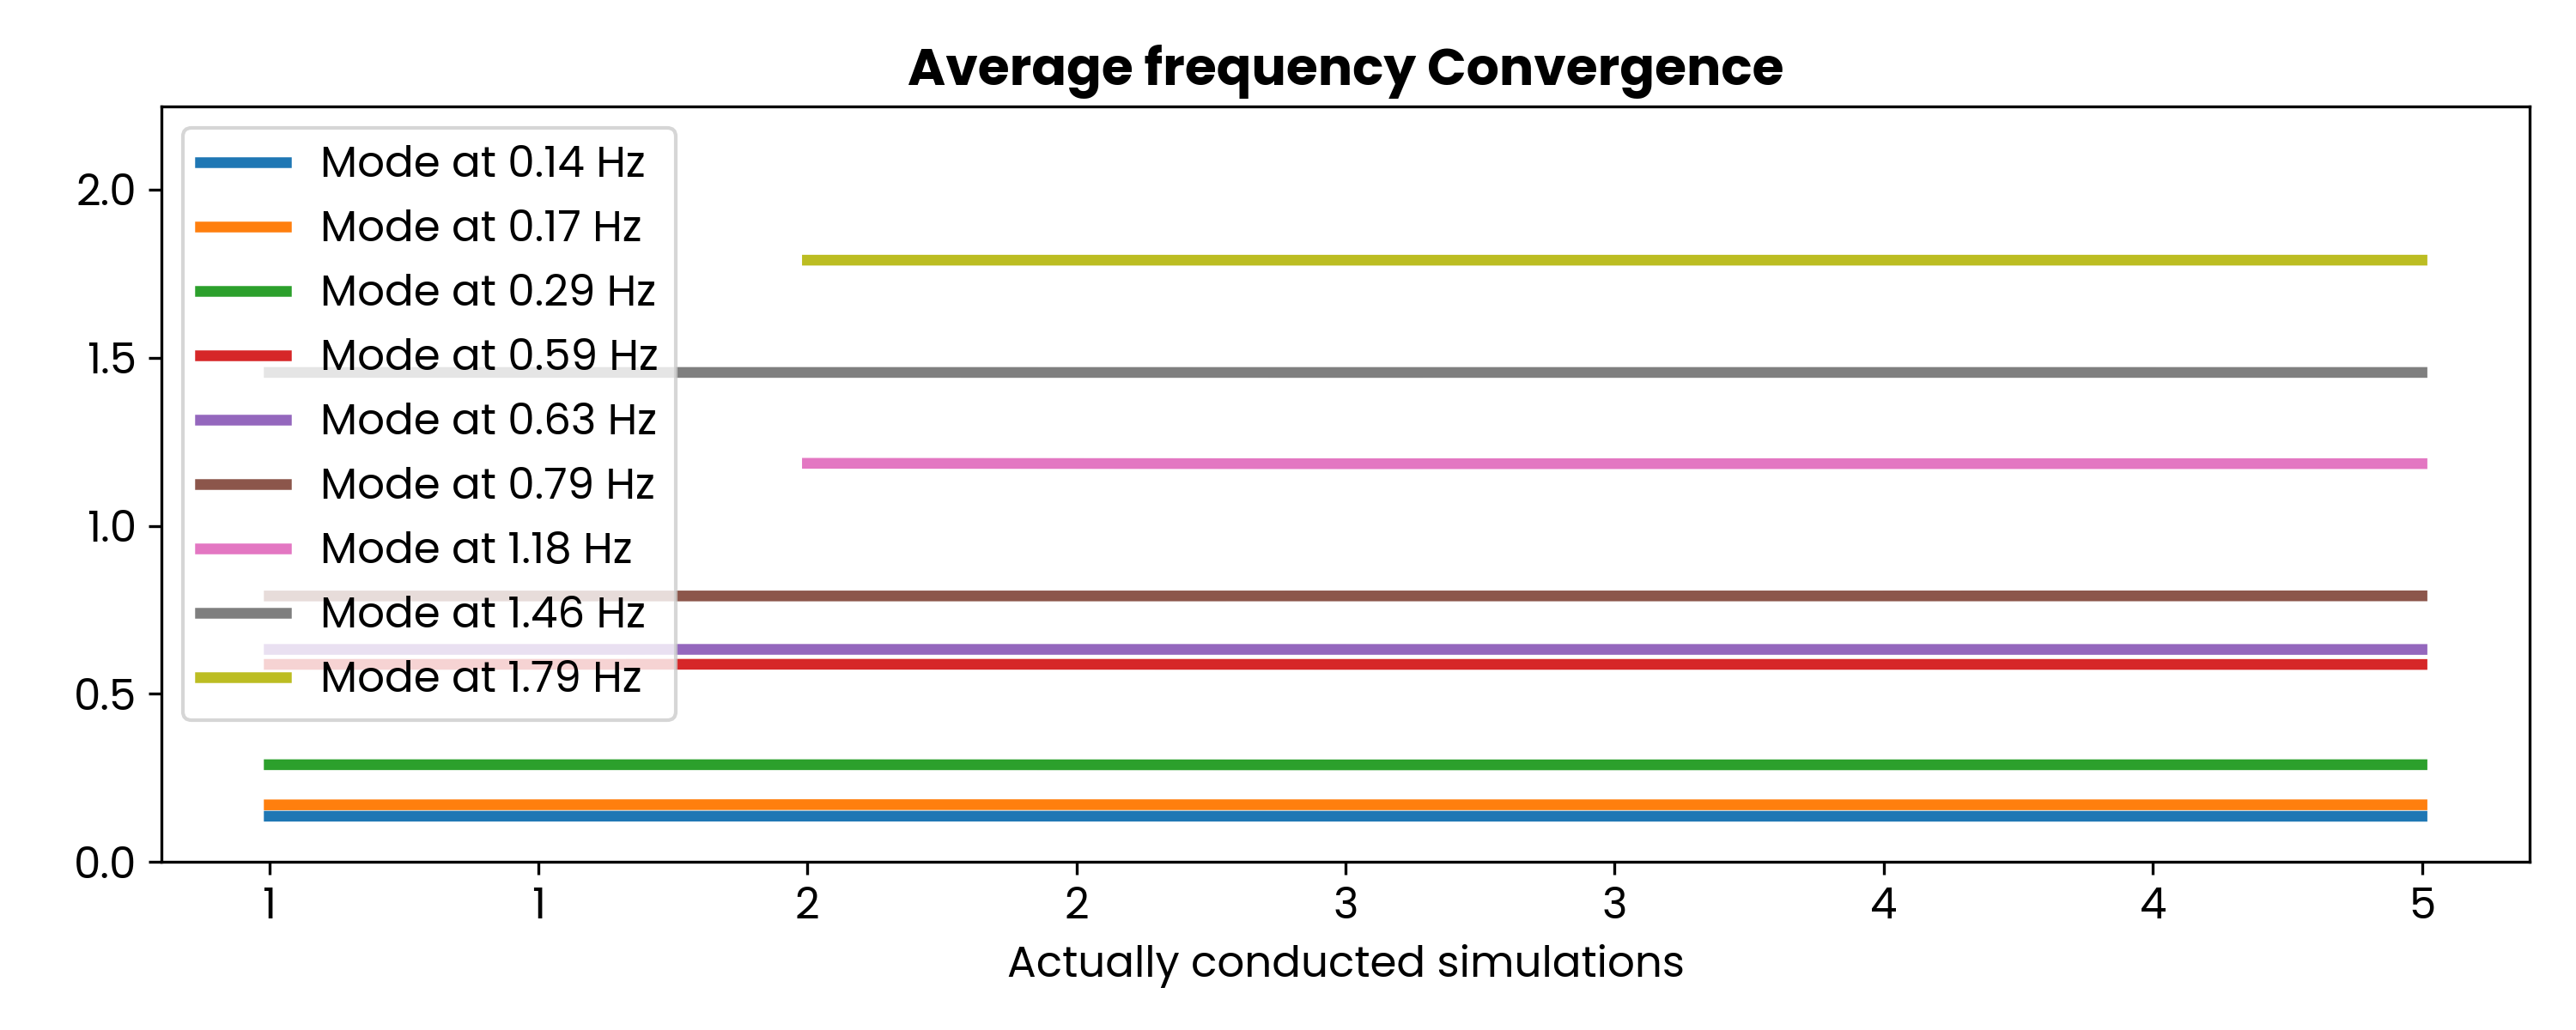 Average frequency Convergence
Mode at 0.14 Hz
Mode at 0.17 Hz
Mode at 0.29 Hz
Mode at 0.59 Hz
Mode at 0.63 Hz
Mode at 0.79 Hz
Mode at 1.18 Hz
Mode at 1.46 Hz
Mode at 1.79 Hz
2.0
1.5
1.0
0.5
0.0
1 1 2 2 3 3 4 4 5
Actually conducted simulations